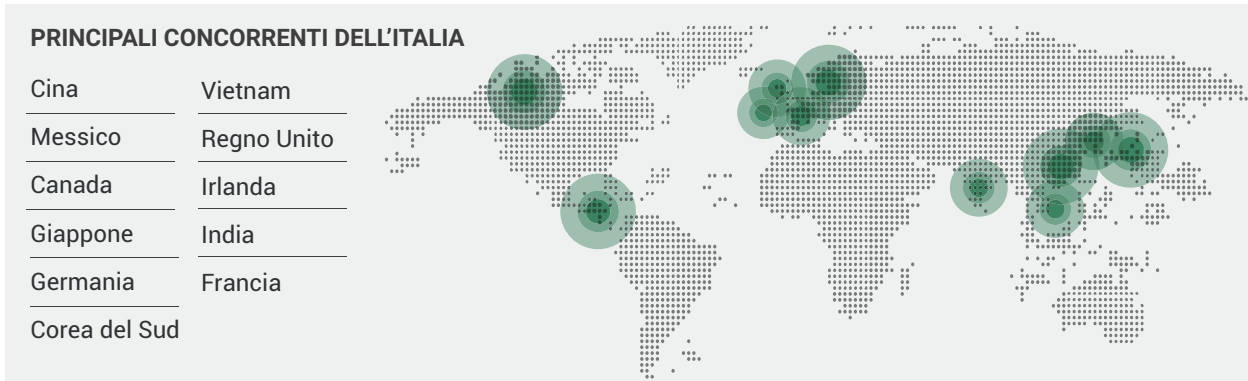 PRINCIPALI CONCORRENTI DELL'ITALIA
Cina
Messico
Canada
Giappone
Germania
Corea del Sud
Vietnam
Regno Unito
Irlanda
India
Francia